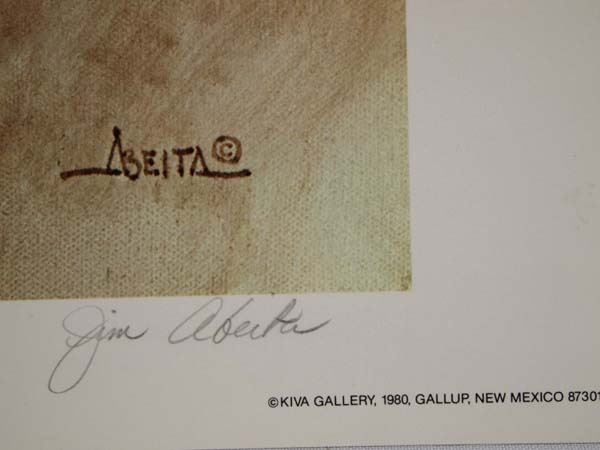 ABEITA©
Jim Abeita
©KIVA GALLERY, 1980, GALLUP, NEW MEXICO 87301